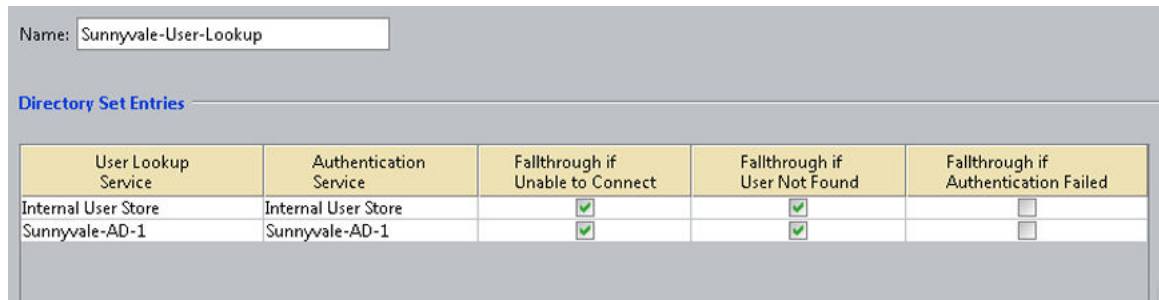 Name: Sunnyvale-User-Lookup
Directory Set Entries
User Lookup Service Authentication Service Fallthrough if Unable to Connect Fallthrough if User Not Found Fallthrough if Authentication Failed
Internal User Store Internal User Store
Sunnyvale-AD-1 Sunnyvale-AD-1